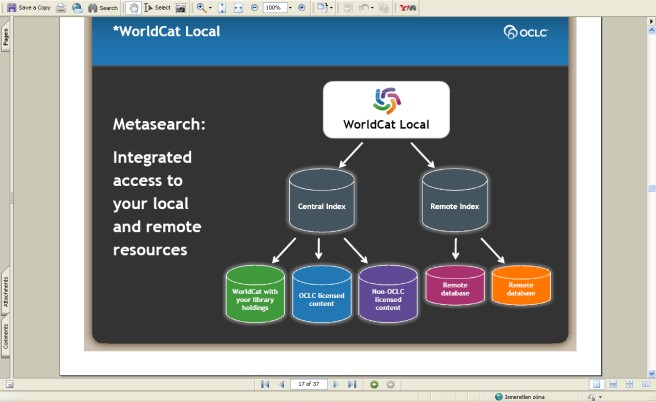 Save a Copy
Search
Select
100%
Y!
Pages
Attachments
Comments
*WorldCat Local
OCLC
Metasearch:
Integrated
access to
your local
and remote
resources
WorldCat Local
Central Index
Remote Index
WorldCat with
your library
holdings
OCLC licensed
content
Non-OCLC
licensed
content
Remote
database
Remote
database
17 of 37
Ismeretlen zóna